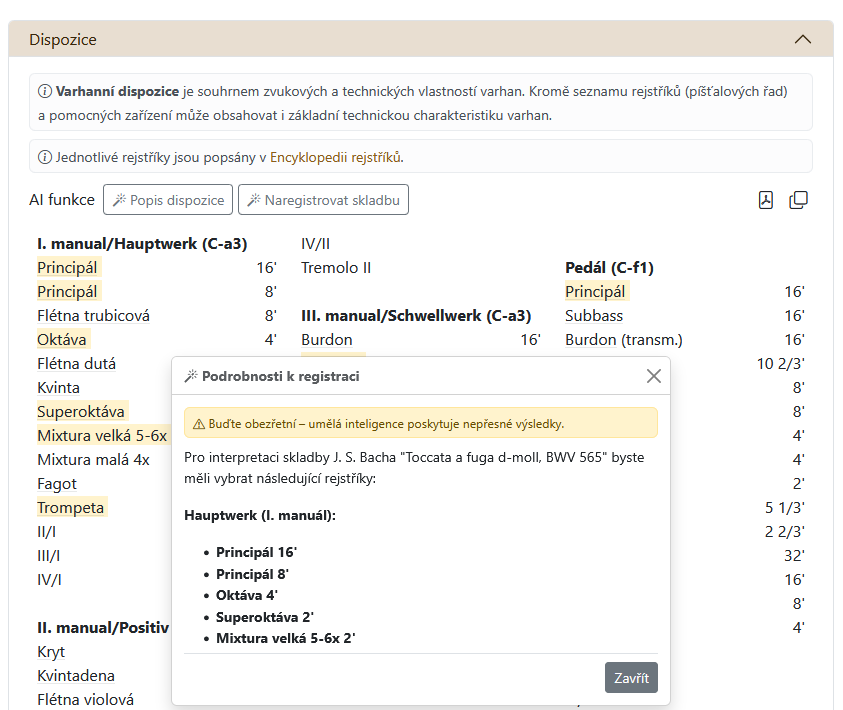 Dispozice
Varhanní dispozice je souhrnem zvukových a technických vlastností varhan. Kromě seznamu rejstříků (píšťalových řad)
a pomocných zařízení může obsahovat i základní technickou charakteristiku varhan.
Jednotlivé rejstříky jsou popsány v Encyklopedii rejstříků.
AI funkce Popis dispozice Naregistrovat skladbu
I. manual/Hauptwerk (C-a3)
Principál 16'
Principál 8'
Flétna trubicová 8'
Oktáva 4'
Flétna dutá
Kvinta
Superoktáva
Mixtura velká 5-6x
Mixtura malá 4x
Fagot
Trompeta
II/I
III/I
IV/I
II. manual/Positiv
Kryt
Kvintadena
Flétna violová
IV/II
Tremolo II
III. manual/Schwellwerk (C-a3)
Burdon 16'
Pedál (C-f1)
Principál 16'
Subbass 16'
Burdon (transm.) 16'
10 2/3'
8'
8'
4'
4'
2'
5 1/3'
2 2/3'
32'
16'
8'
4'
Podrobnosti k registraci
Buďte obezřetní – umělá inteligence poskytuje nepřesné výsledky.
Pro interpretaci skladby J. S. Bacha "Toccata a fuga d-moll, BWV 565" byste
měli vybrat následující rejstříky:
Hauptwerk (I. manuál):
• Principál 16'
• Principál 8'
• Oktáva 4'
• Superoktáva 2'
• Mixtura velká 5-6x 2'
Zavřít